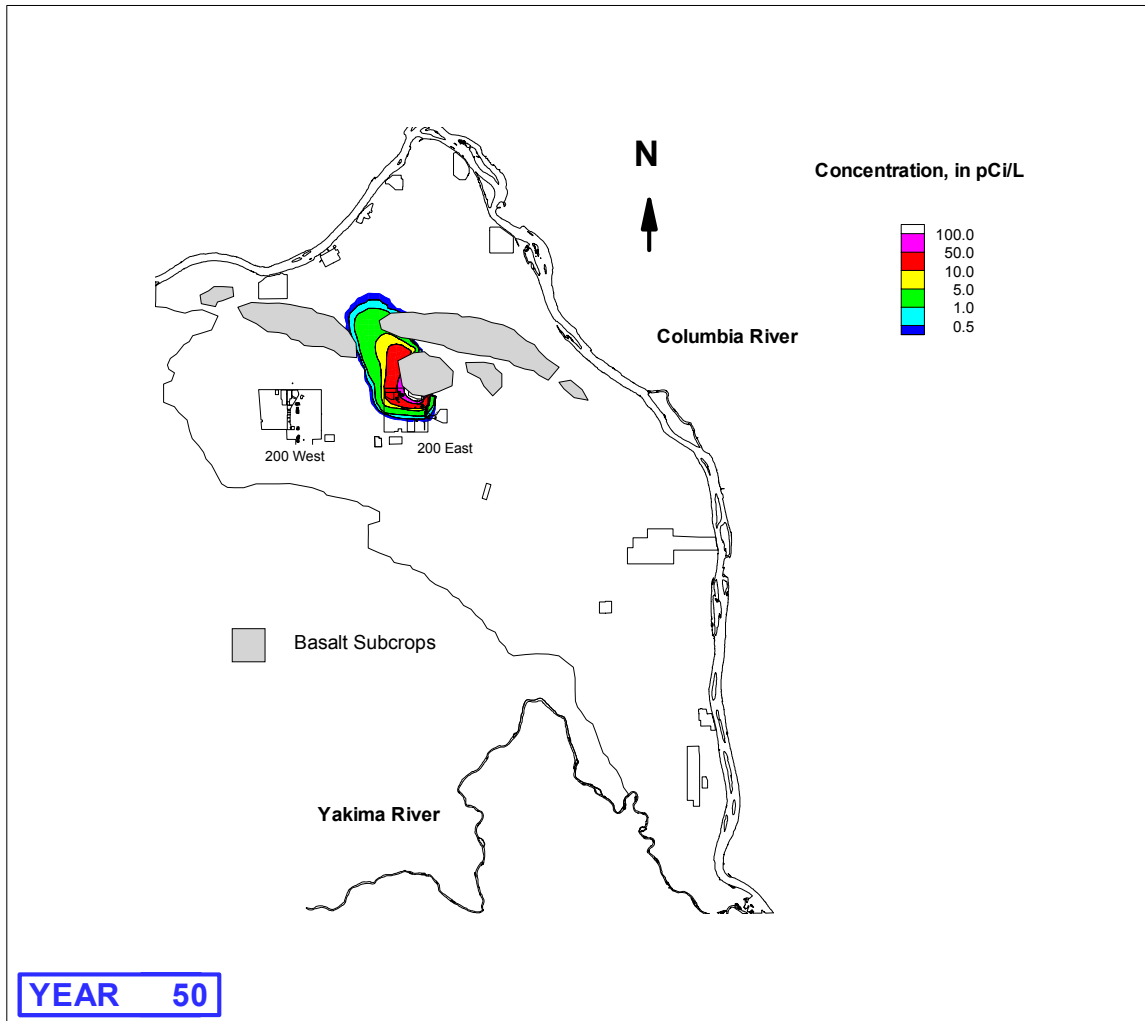 N
Concentration, in pCi/L
100.0
50.0
10.0
5.0
1.0
0.5
Columbia River
200 West
200 East
Basalt Subcrops
Yakima River
YEAR 50